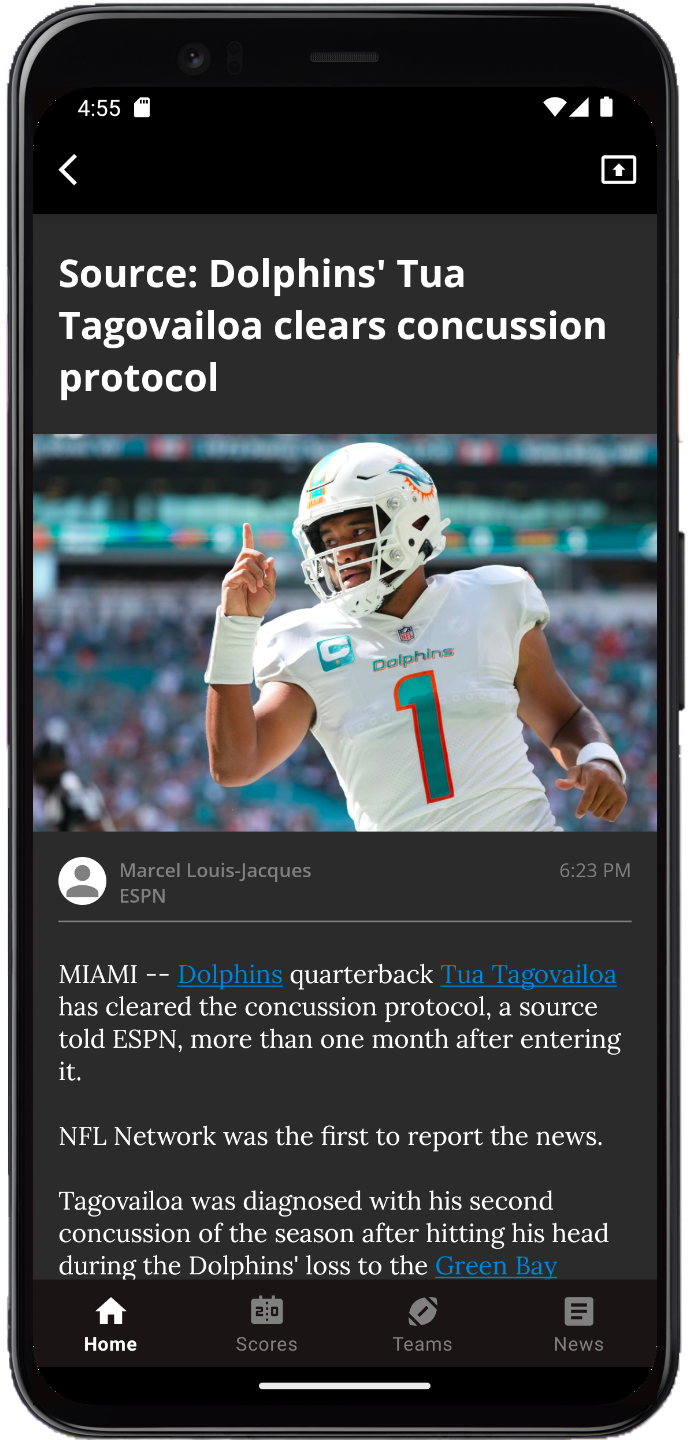 4:55
Source: Dolphins' Tua
Tagovailoa clears concussion
protocol
Dolphins
1
Marcel Louis-Jacques
ESPN
6:23 PM
MIAMI -- Dolphins quarterback Tua Tagovailoa
has cleared the concussion protocol, a source
told ESPN, more than one month after entering
it.
NFL Network was the first to report the news.
Tagovailoa was diagnosed with his second
concussion of the season after hitting his head
during the Dolphins' loss to the Green Bay
2:0
Home
Scores
Teams
News